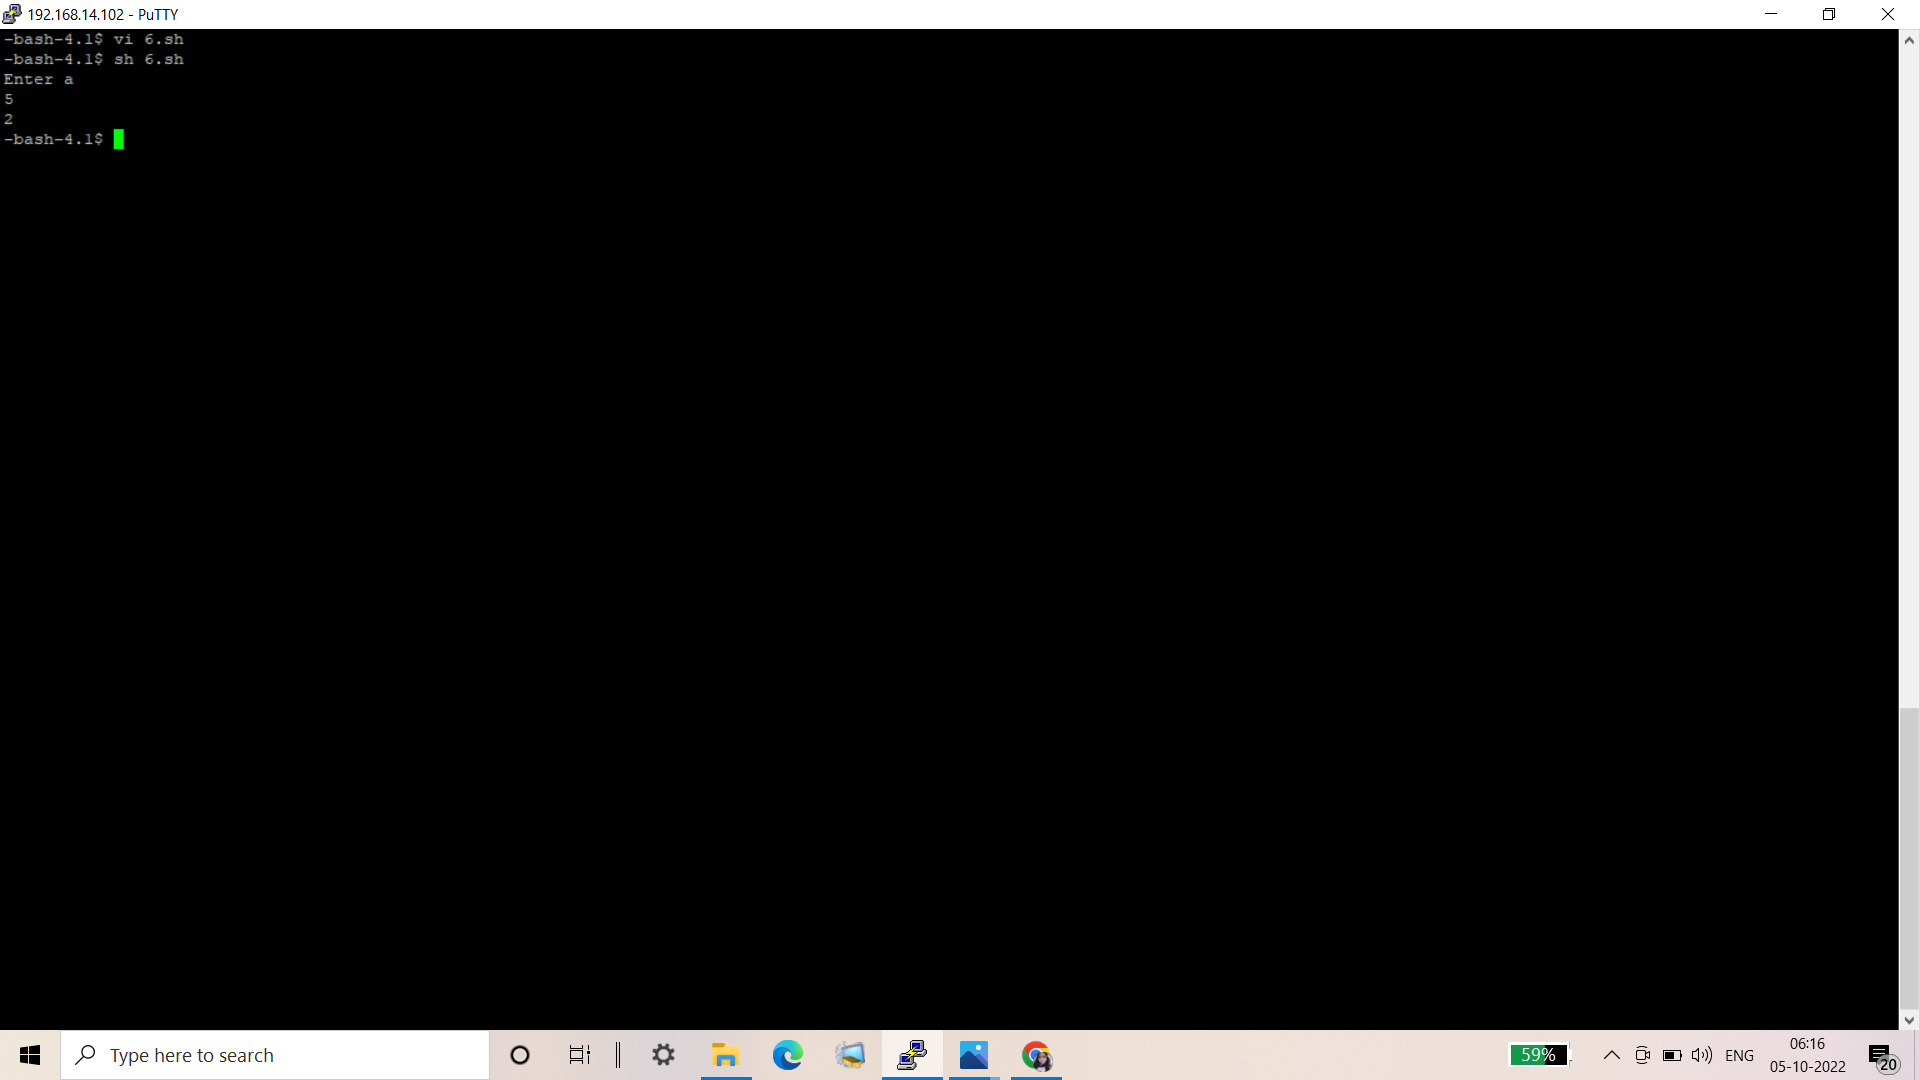 192.168.14.102 - PuTTY
-bash-4.1$ vi 6.sh
-bash-4.1$ sh 6.sh
Enter a
5
2
-bash-4.1$
Type here to search
59%
ENG
06:16
05-10-2022
20